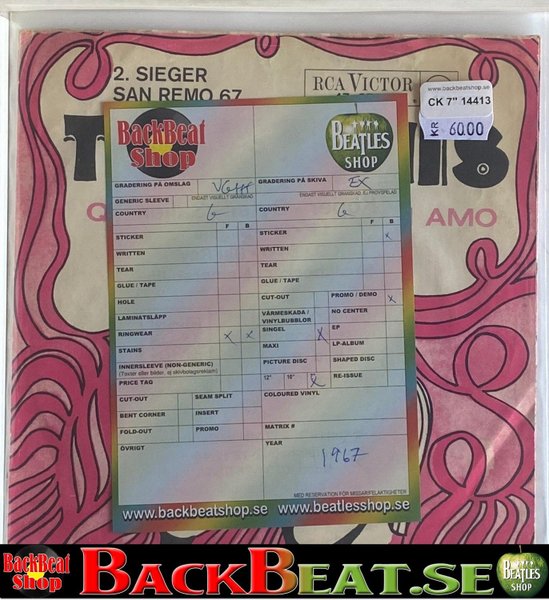 2. SIEGER
SAN REMO 67
RCA VICTOR
www.backbeatshop.se
CK 7" 14413
KR 60.00
AMO
BackBeat
Shop
BEATLES
SHOP
GRADERING PÅ OMSLAG VG++
ENDAST VISUELLT GRANSKAD
GENERIC SLEEVE
COUNTRY G
F B
STICKER
WRITTEN
TEAR
GLUE / TAPE
HOLE
LAMINATSLÄPP
RINGWEAR x x
STAINS
INNERSLEEVE (NON-GENERIC)
(Texter eller bilder, ej skivbolagsreklam)
PRICE TAG
CUT-OUT SEAM SPLIT
BENT CORNER INSERT
FOLD-OUT PROMO
ÖVRIGT
GRADERING PÅ SKIVA EX
ENDAST VISUELLT GRANSKAD, EJ PROVSPELAD
COUNTRY G
F B
STICKER x
WRITTEN
TEAR
GLUE / TAPE
CUT-OUT PROMO / DEMO x
VÄRMESKADA / VINYLBUBBLOR NO CENTER
SINGEL x EP
MAXI LP-ALBUM
PICTURE DISC SHAPED DISC
12" 10" RE-ISSUE
COLOURED VINYL
MATRIX #
YEAR
1967
MED RESERVATION FÖR MISSAR/FELAKTIGHETER
www.backbeatshop.se www.beatlesshop.se
BackBeat
Shop
BACKBEAT.SE
BEATLES
SHOP